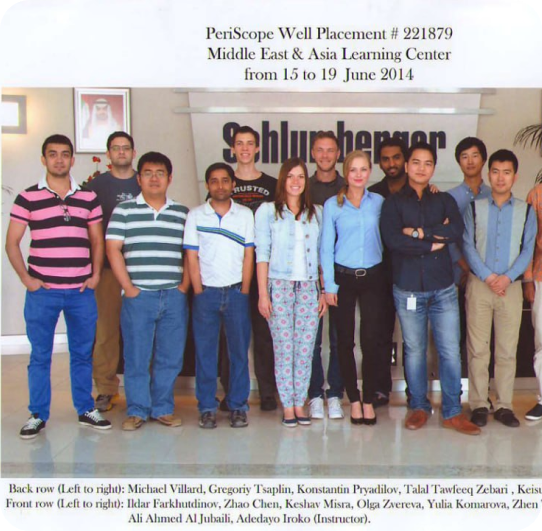 PeriScope Well Placement # 221879
Middle East & Asia Learning Center
from 15 to 19 June 2014
Schlumberger
TRUSTED
Back row (Left to right): Michael Villard, Gregoriy Tsaplin, Konstantin Pryadilov, Talal Tawfeeq Zebari , Keisu
Front row (Left to right): Ildar Farkhutdinov, Zhao Chen, Keshav Misra, Olga Zvereva, Yulia Komarova, Zhen
Ali Ahmed Al Jubaili, Adedayo Iroko (Instructor).